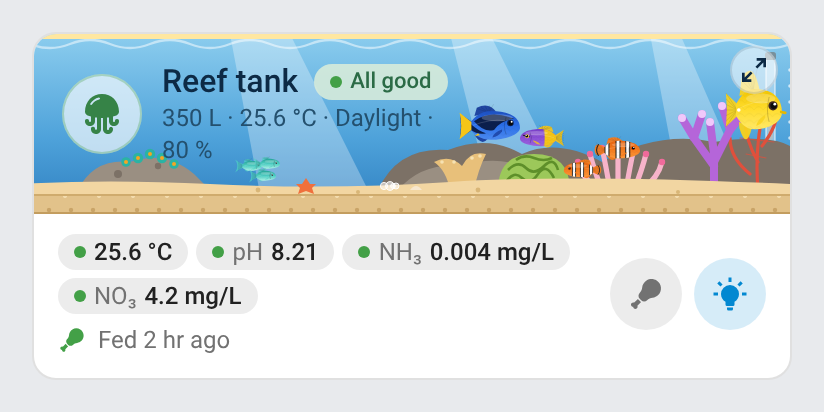 Reef tank All good
350 L · 25.6 °C · Daylight ·
80 %
25.6 °C pH 8.21 NH₃ 0.004 mg/L
NO₃ 4.2 mg/L
Fed 2 hr ago